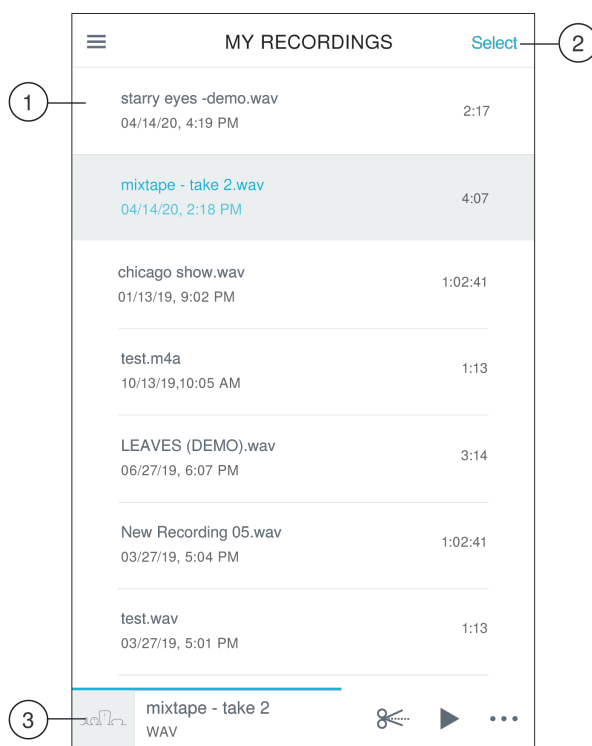 MY RECORDINGS
Select
2
1
starry eyes -demo.wav
04/14/20, 4:19 PM
2:17
mixtape - take 2.wav
04/14/20, 2:18 PM
4:07
chicago show.wav
01/13/19, 9:02 PM
1:02:41
test.m4a
10/13/19,10:05 AM
1:13
LEAVES (DEMO).wav
06/27/19, 6:07 PM
3:14
New Recording 05.wav
03/27/19, 5:04 PM
1:02:41
test.wav
03/27/19, 5:01 PM
1:13
3
mixtape - take 2
WAV